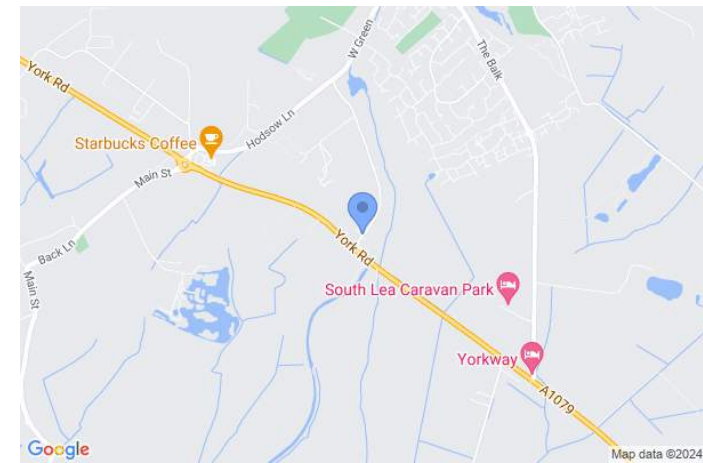 York Rd
W Green
The Balk
Hodsow Ln
Starbucks Coffee
Main St
York Rd
Back Ln
Main St
South Lea Caravan Park
Yorkway
A1079
Google
Map data ©2024